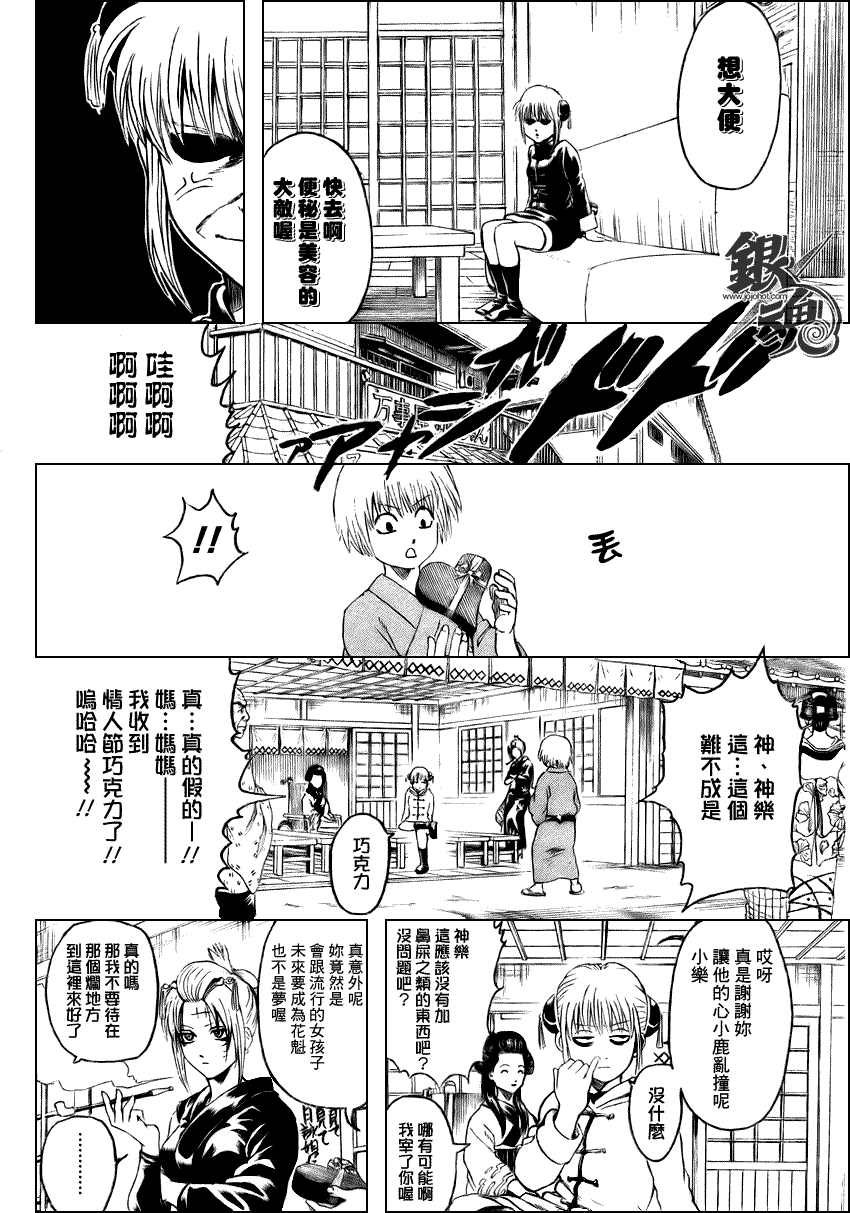 想大便
快去啊
便秘是美容的
大敵喔
銀魂
www.jojohot.com
ガ
ド
ド
ア
ア
ャ
哇啊啊
啊啊啊
丟
!!
神、神樂
這…這個
難不成是
巧克力
真…真的假的—!!
媽…媽媽——
我收到
情人節巧克力了!!
嗚哈哈~~!!
哎呀
真是謝謝妳
讓他的心小鹿亂撞呢
小樂
沒什麼
神樂
這應該沒有加
鼻屎之類的東西吧?
沒問題吧?
哪有可能啊
我宰了你喔
真意外呢
妳竟然是
會跟流行的女孩子
未來要成為花魁
也不是夢喔
真的嗎
那我不要待在
那個爛地方
到這裡來好了
………